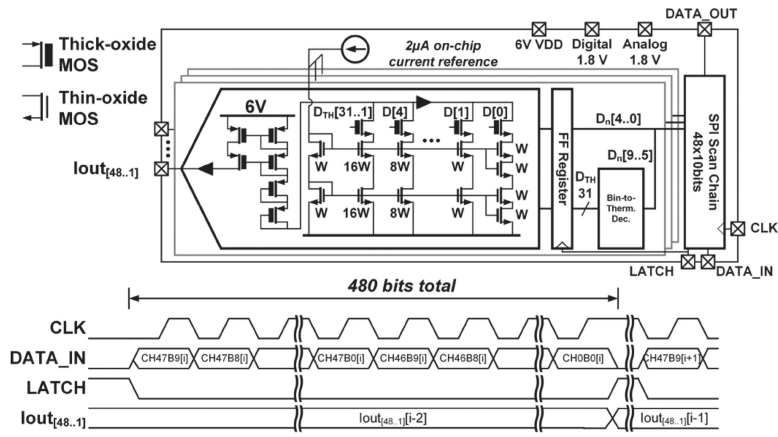 DATA_OUT
Thick-oxide
MOS
Thin-oxide
MOS
2µA on-chip
current reference
6V VDD
Digital
1.8 V
Analog
1.8 V
6V
DTH[31..1]
D[4]
D[1]
D[0]
W
16W
8W
W
W
W
W
16W
8W
W
W
W
Iout[48..1]
FF Register
Dn[4..0]
Dn[9..5]
DTH
31
Bin-to-
Therm.
Dec.
SPI Scan Chain
48x10bits
CLK
LATCH
DATA_IN
480 bits total
CLK
DATA_IN
CH47B9[i]
CH47B8[i]
CH47B0[i]
CH46B9[i]
CH46B8[i]
CH0B0[i]
CH47B9[i+1]
LATCH
Iout[48..1]
Iout[48..1][i-2]
Iout[48..1][i-1]